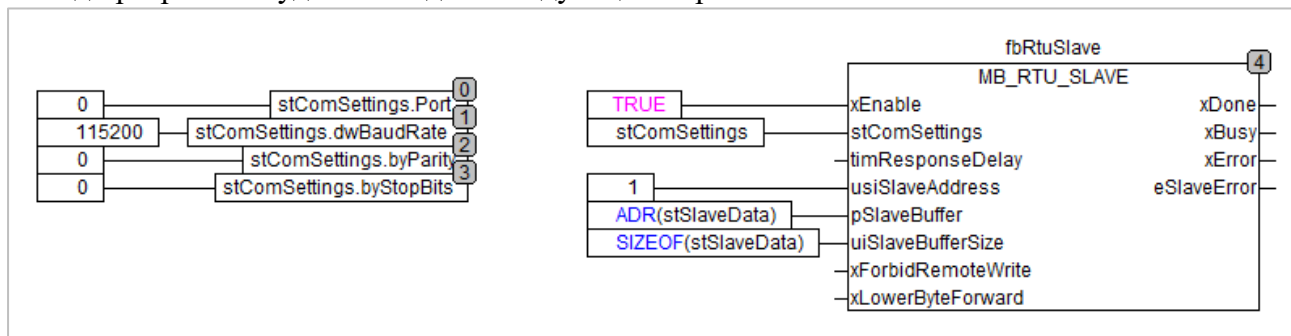 fbRtuSlave
4
MB_RTU_SLAVE
0
0 stComSettings.Port
1
115200 stComSettings.dwBaudRate
2
0 stComSettings.byParity
3
0 stComSettings.byStopBits
TRUE xEnable xDone
stComSettings stComSettings xBusy
timResponseDelay xError
1 usiSlaveAddress eSlaveError
ADR(stSlaveData) pSlaveBuffer
SIZEOF(stSlaveData) uiSlaveBufferSize
xForbidRemoteWrite
xLowerByteForward